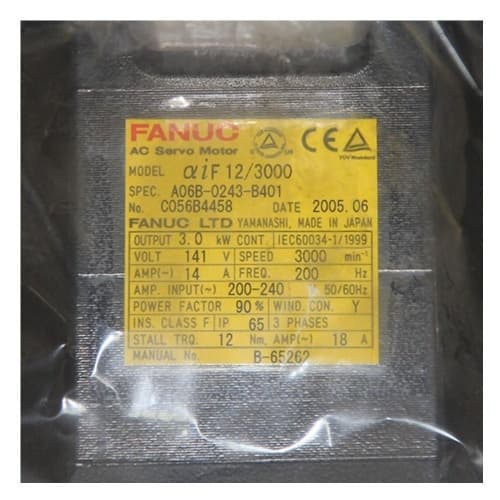 FANUC
AC Servo Motor
TÜV Rheinland
MODEL αiF 12/3000
SPEC. A06B-0243-B401
No. C056B4458 DATE 2005.06
FANUC LTD YAMANASHI, MADE IN JAPAN
OUTPUT 3.0 kW CONT. IEC60034-1/1999
VOLT 141 V SPEED 3000 min⁻¹
AMP(~) 14 A FREQ. 200 Hz
AMP. INPUT(~) 200-240 V 50/60Hz
POWER FACTOR 90% WIND. CON. Y
INS. CLASS F IP 65 3 PHASES
STALL TRQ. 12 Nm, AMP(~) 18 A
MANUAL No. B-65262